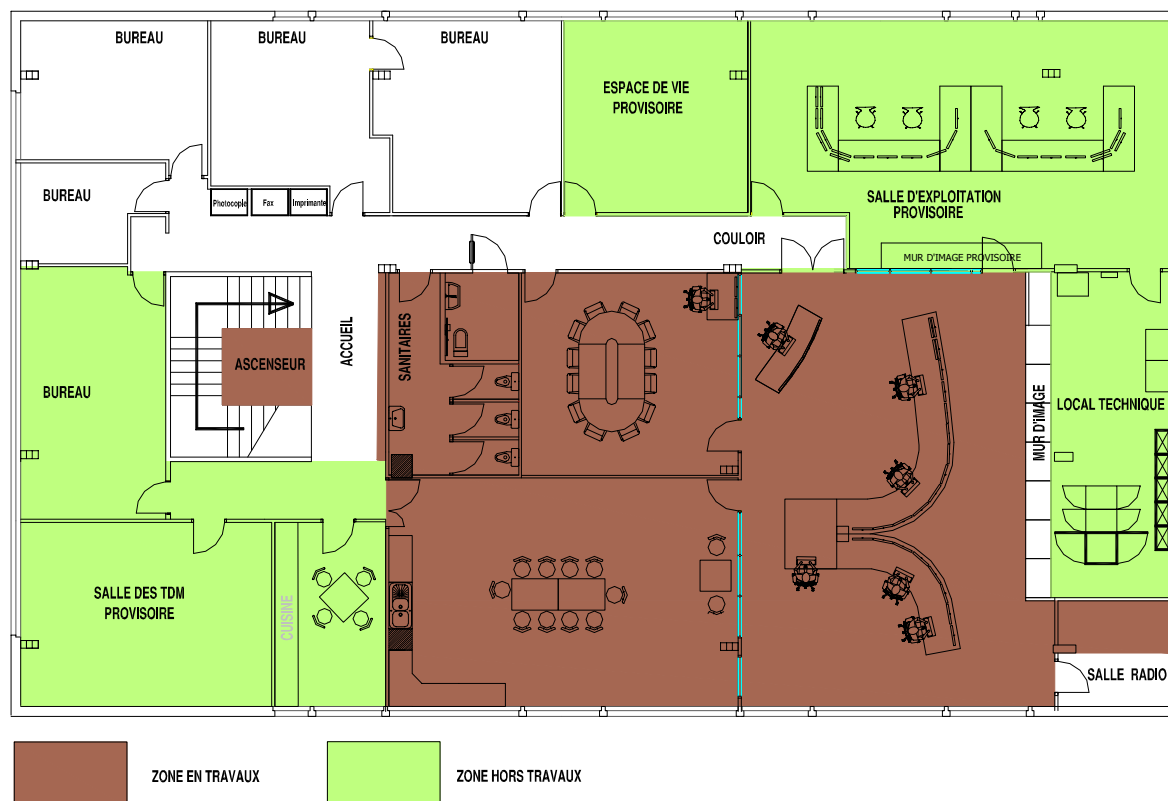 BUREAU
BUREAU
BUREAU
ESPACE DE VIE
PROVISOIRE
BUREAU
Photocopie
Fax
Imprimante
SALLE D'EXPLOITATION
PROVISOIRE
COULOIR
MUR D'IMAGE PROVISOIRE
ACCUEIL
SANITAIRES
ASCENSEUR
BUREAU
MUR D'IMAGE
LOCAL TECHNIQUE
SALLE DES TDM
PROVISOIRE
CUISINE
SALLE RADIO
ZONE EN TRAVAUX
ZONE HORS TRAVAUX